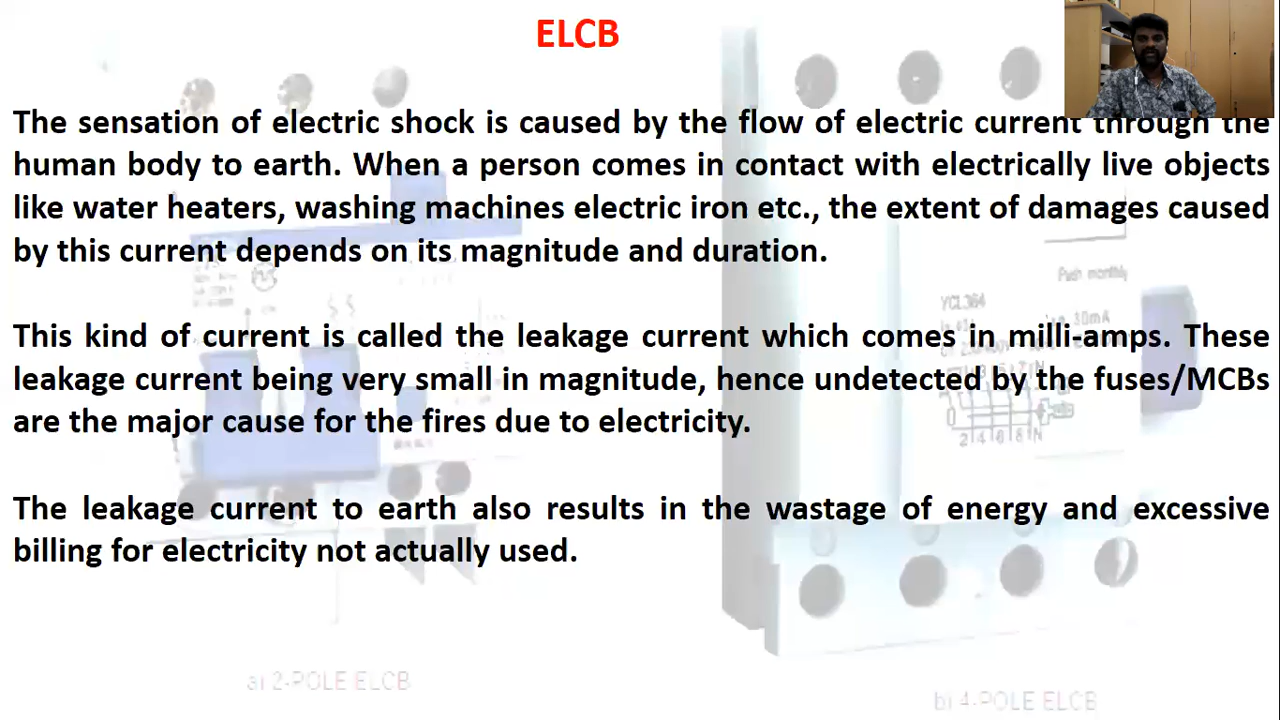 ELCB
The sensation of electric shock is caused by the flow of electric current through the
human body to earth. When a person comes in contact with electrically live objects
like water heaters, washing machines electric iron etc., the extent of damages caused
by this current depends on its magnitude and duration.
This kind of current is called the leakage current which comes in milli-amps. These
leakage current being very small in magnitude, hence undetected by the fuses/MCBs
are the major cause for the fires due to electricity.
The leakage current to earth also results in the wastage of energy and excessive
billing for electricity not actually used.
Push monthly
YCL364
30mA
a) 2-POLE ELCB
b) 4-POLE ELCB